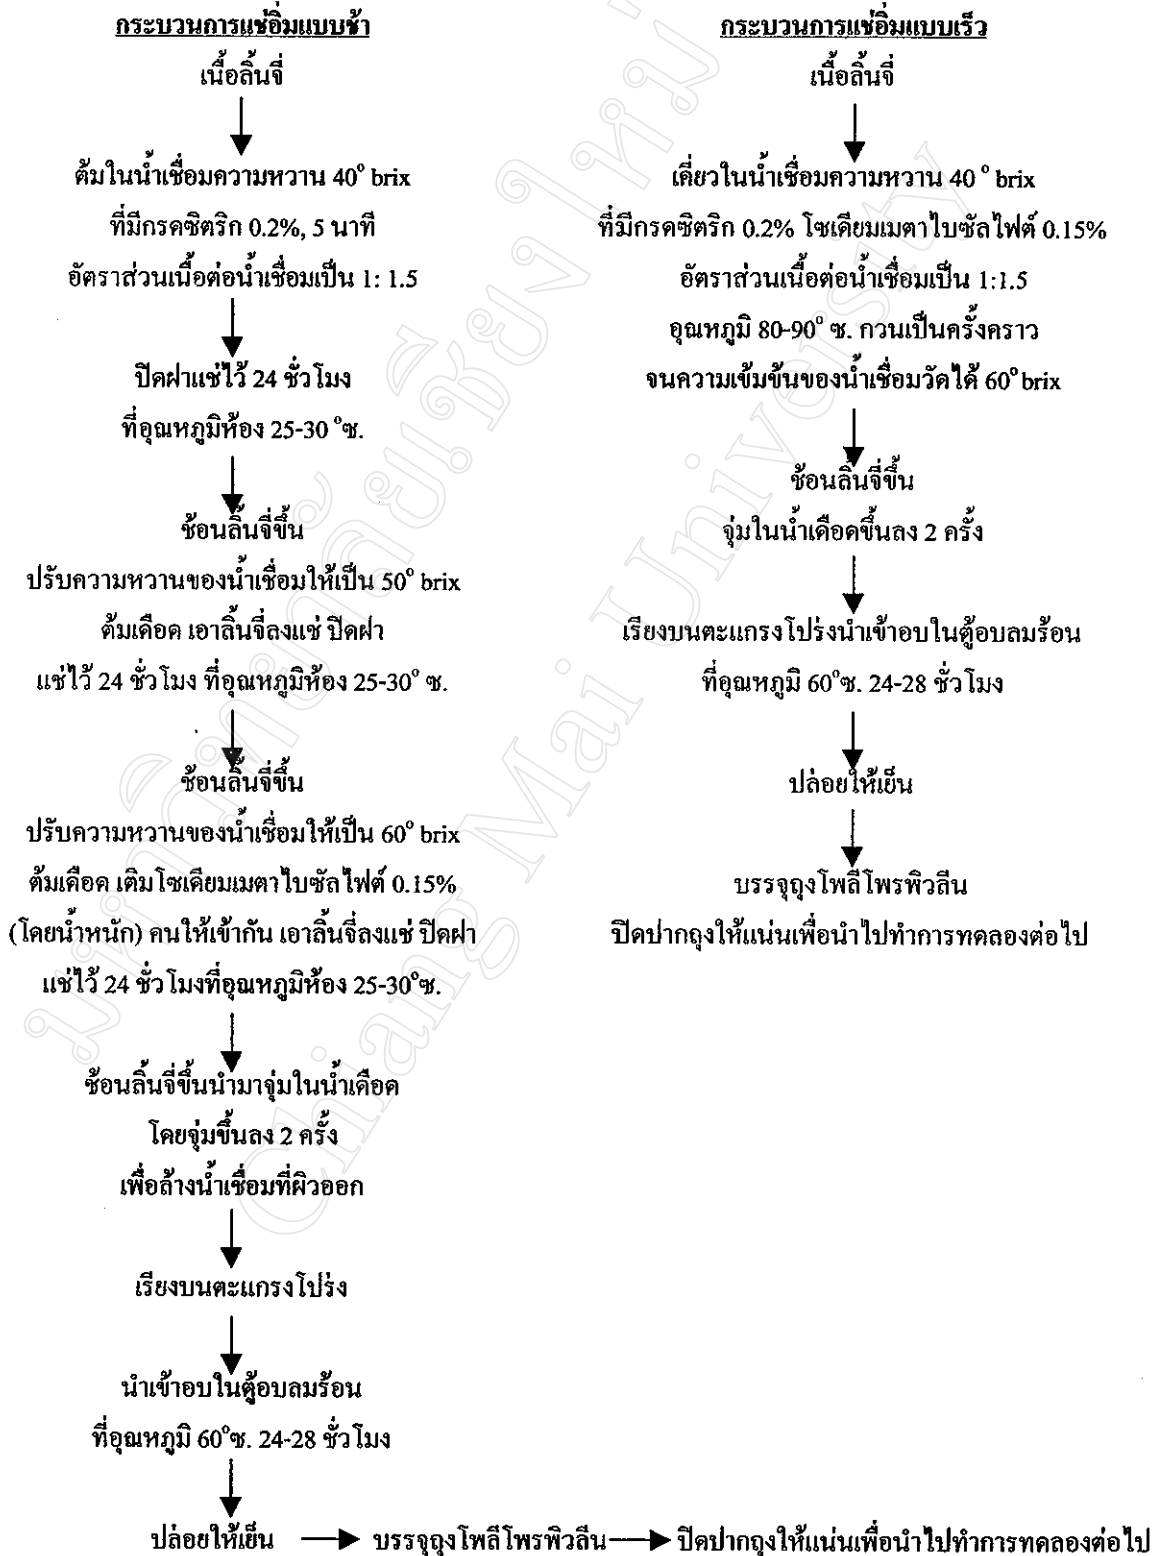 กระบวนการแช่อิ่มแบบช้า
เนื้อลิ้นจี่
ต้มในน้ำเชื่อมความหวาน 40° brix
ที่มีกรดซิตริก 0.2%, 5 นาที
อัตราส่วนเนื้อต่อน้ำเชื่อมเป็น 1: 1.5
ปิดฝาแช่ไว้ 24 ชั่วโมง
ที่อุณหภูมิห้อง 25-30 °ซ.
ช้อนลิ้นจี่ขึ้น
ปรับความหวานของน้ำเชื่อมให้เป็น 50° brix
ต้มเดือด เอาลิ้นจี่ลงแช่ ปิดฝา
แช่ไว้ 24 ชั่วโมง ที่อุณหภูมิห้อง 25-30° ซ.
ช้อนลิ้นจี่ขึ้น
ปรับความหวานของน้ำเชื่อมให้เป็น 60° brix
ต้มเดือด เติมโซเดียมเมตาไบซัลไฟต์ 0.15%
(โดยน้ำหนัก) คนให้เข้ากัน เอาลิ้นจี่ลงแช่ ปิดฝา
แช่ไว้ 24 ชั่วโมงที่อุณหภูมิห้อง 25-30°ซ.
ช้อนลิ้นจี่ขึ้นนำมาจุ่มในน้ำเดือด
โดยจุ่มขึ้นลง 2 ครั้ง
เพื่อล้างน้ำเชื่อมที่ผิวออก
เรียงบนตะแกรงโปร่ง
นำเข้าอบในตู้อบลมร้อน
ที่อุณหภูมิ 60°ซ. 24-28 ชั่วโมง
ปล่อยให้เย็น บรรจุถุงโพลีโพรพิวลีน ปิดปากถุงให้แน่นเพื่อนำไปทำการทดลองต่อไป
กระบวนการแช่อิ่มแบบเร็ว
เนื้อลิ้นจี่
เคี่ยวในน้ำเชื่อมความหวาน 40 ° brix
ที่มีกรดซิตริก 0.2% โซเดียมเมตาไบซัลไฟต์ 0.15%
อัตราส่วนเนื้อต่อน้ำเชื่อมเป็น 1:1.5
อุณหภูมิ 80-90° ซ. กวนเป็นครั้งคราว
จนความเข้มข้นของน้ำเชื่อมวัดได้ 60° brix
ช้อนลิ้นจี่ขึ้น
จุ่มในน้ำเดือดขึ้นลง 2 ครั้ง
เรียงบนตะแกรงโปร่งนำเข้าอบในตู้อบลมร้อน
ที่อุณหภูมิ 60°ซ. 24-28 ชั่วโมง
ปล่อยให้เย็น
บรรจุถุงโพลีโพรพิวลีน
ปิดปากถุงให้แน่นเพื่อนำไปทำการทดลองต่อไป
มหาวิทยาลัยเชียงใหม่
Chiang Mai University